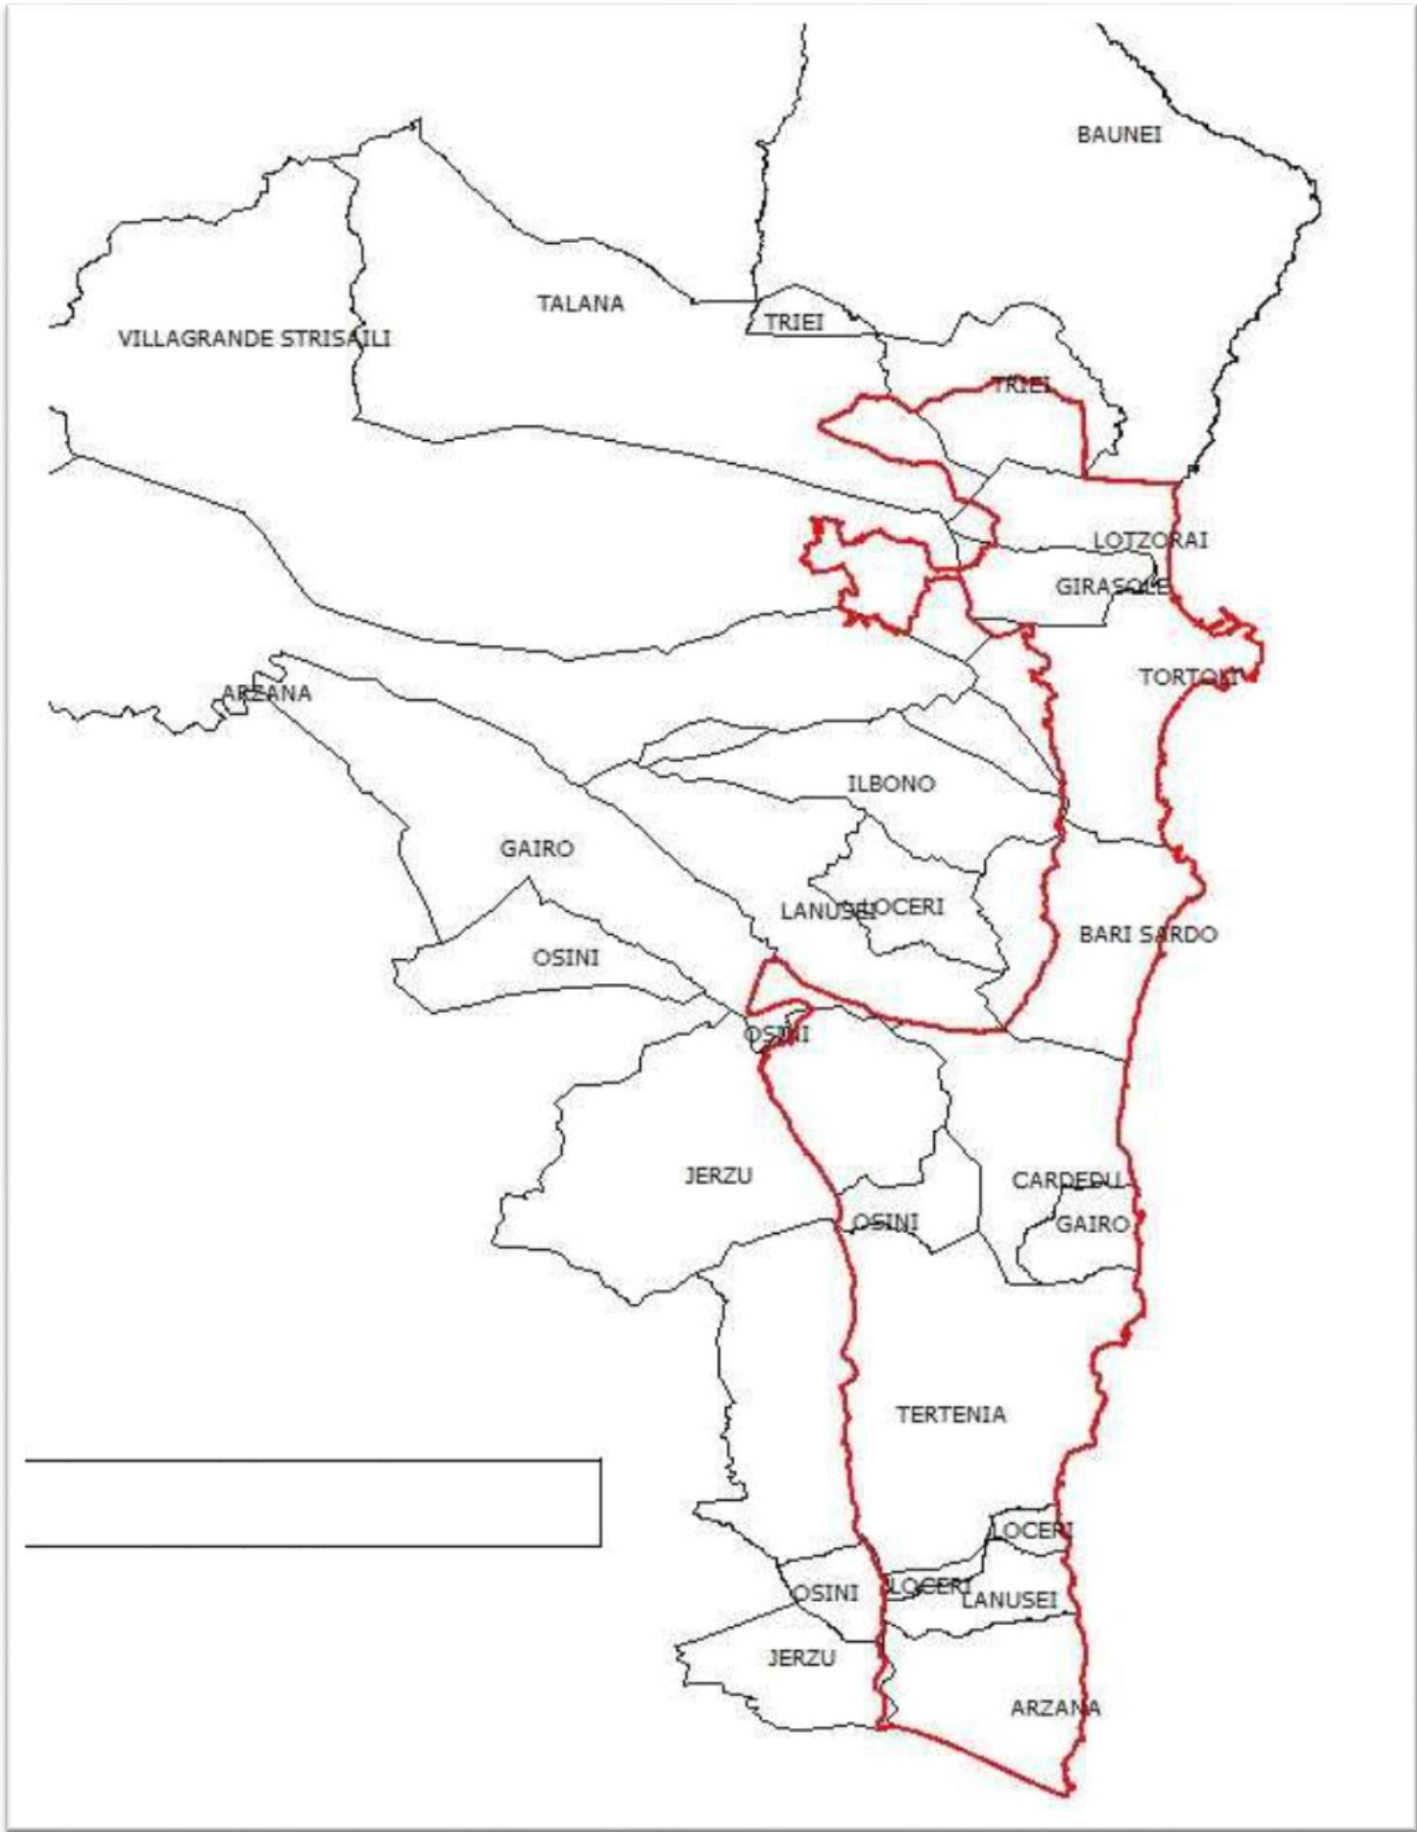 BAUNEI
TALANA
TRIEI
VILLAGRANDE STRISAILI
TRIEI
LOTZORAI
GIRASOLE
TORTOLI'
ARZANA
ILBONO
GAIRO
LANUSEI
LOCERI
BARI SARDO
OSINI
OSINI
JERZU
CARDEDU
OSINI
GAIRO
TERTENIA
LOCERI
LOCERI
OSINI
LANUSEI
JERZU
ARZANA